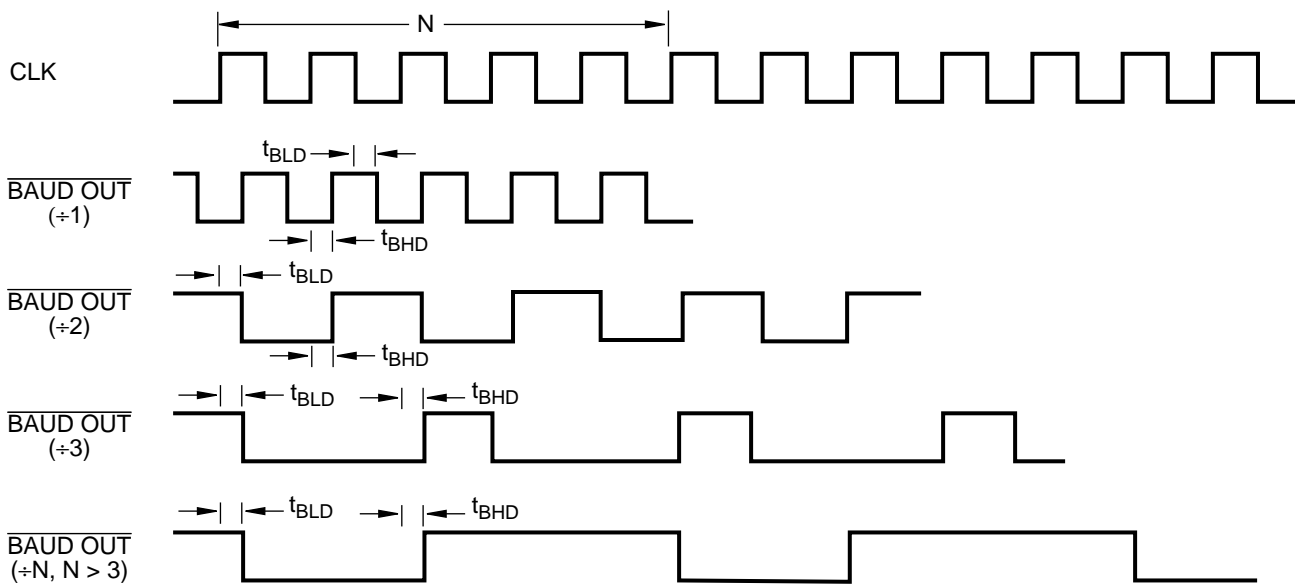 N
CLK
tBLD
BAUD OUT
(÷1)
tBHD
tBLD
BAUD OUT
(÷2)
tBHD
tBLD tBHD
BAUD OUT
(÷3)
tBLD tBHD
BAUD OUT
(÷N, N > 3)